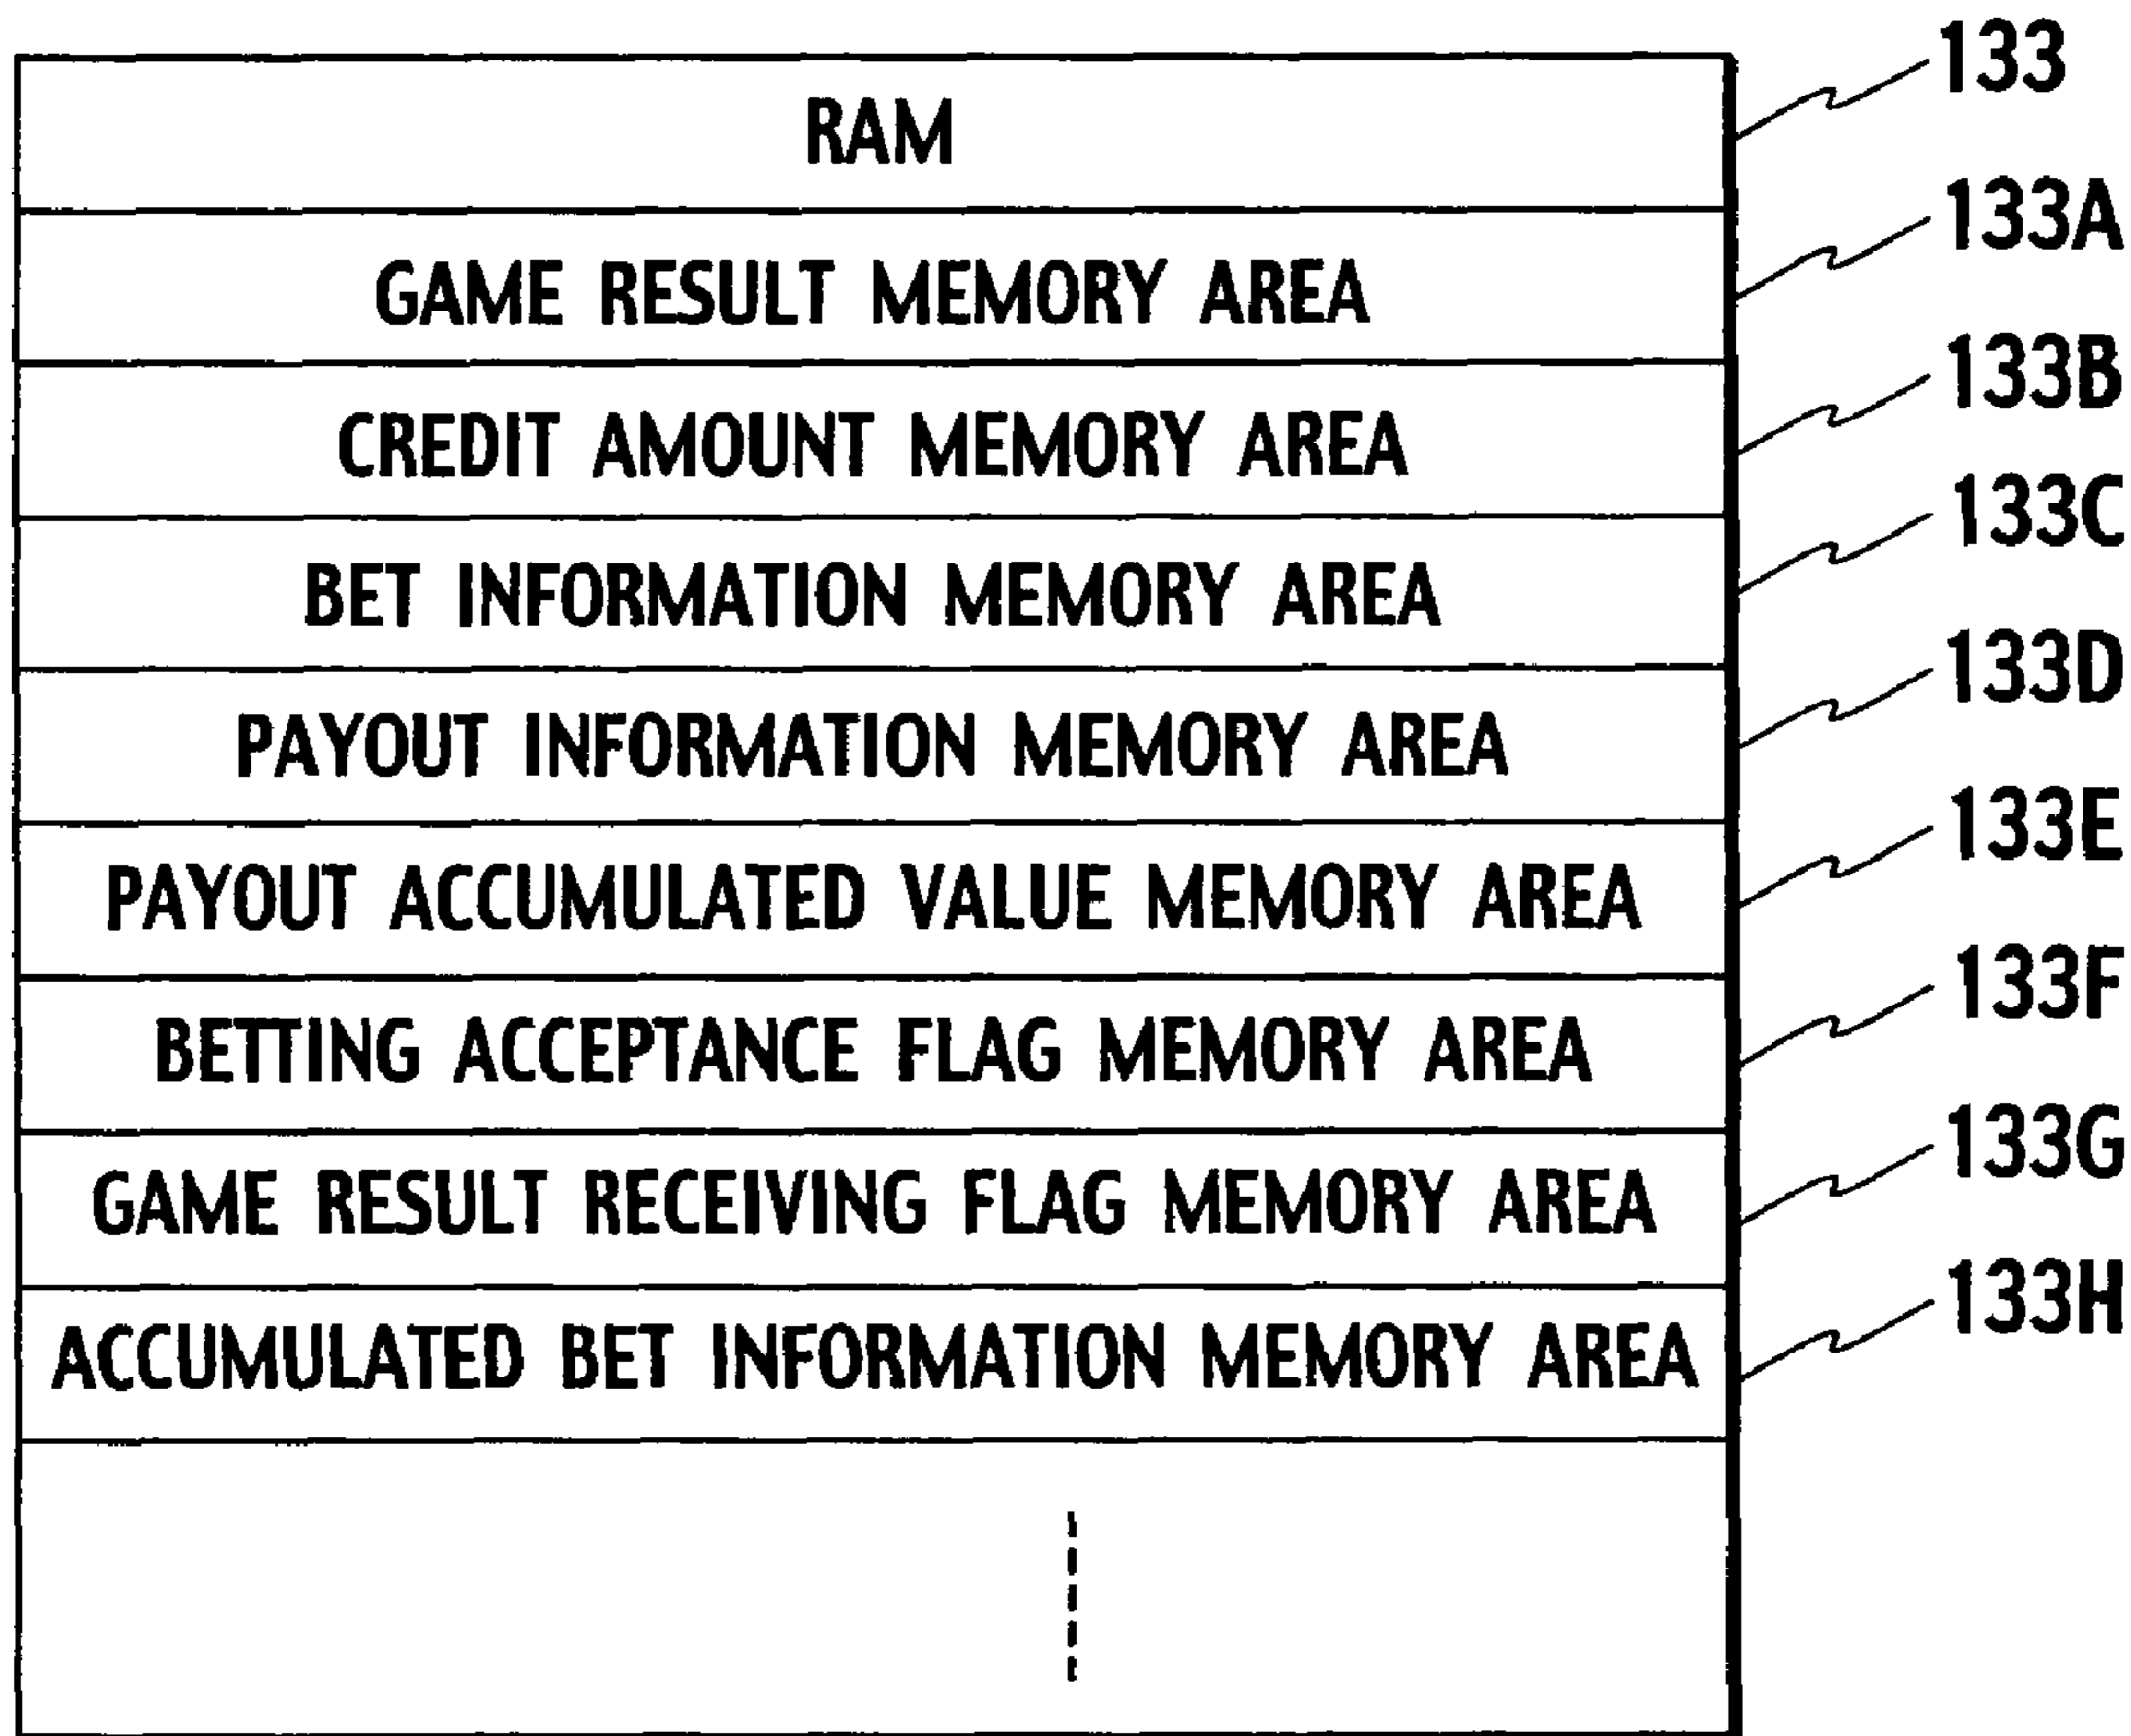 RAM 133
GAME RESULT MEMORY AREA 133A
CREDIT AMOUNT MEMORY AREA 133B
BET INFORMATION MEMORY AREA 133C
PAYOUT INFORMATION MEMORY AREA 133D
PAYOUT ACCUMULATED VALUE MEMORY AREA 133E
BETTING ACCEPTANCE FLAG MEMORY AREA 133F
GAME RESULT RECEIVING FLAG MEMORY AREA 133G
ACCUMULATED BET INFORMATION MEMORY AREA 133H